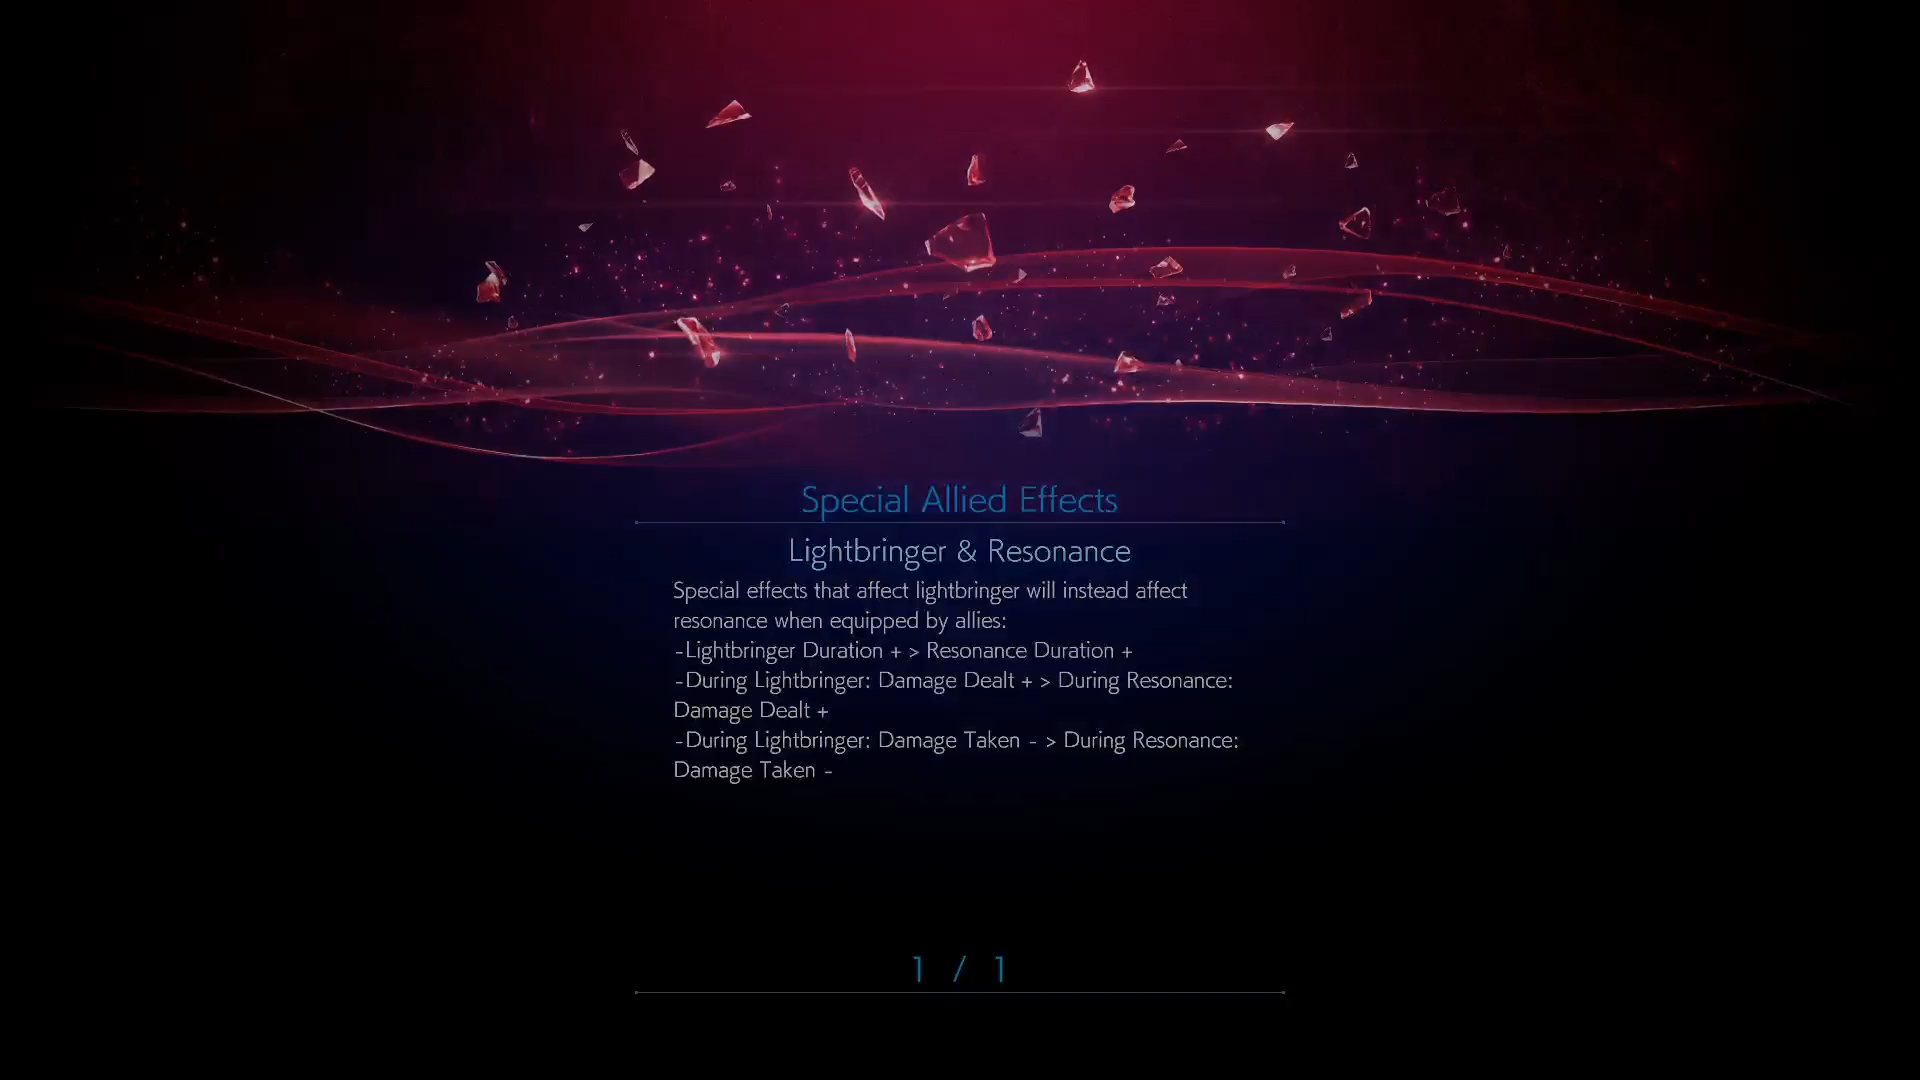 Special Allied Effects
Lightbringer & Resonance
Special effects that affect lightbringer will instead affect
resonance when equipped by allies:
-Lightbringer Duration + > Resonance Duration +
-During Lightbringer: Damage Dealt + > During Resonance:
Damage Dealt +
-During Lightbringer: Damage Taken - > During Resonance:
Damage Taken -
1 / 1